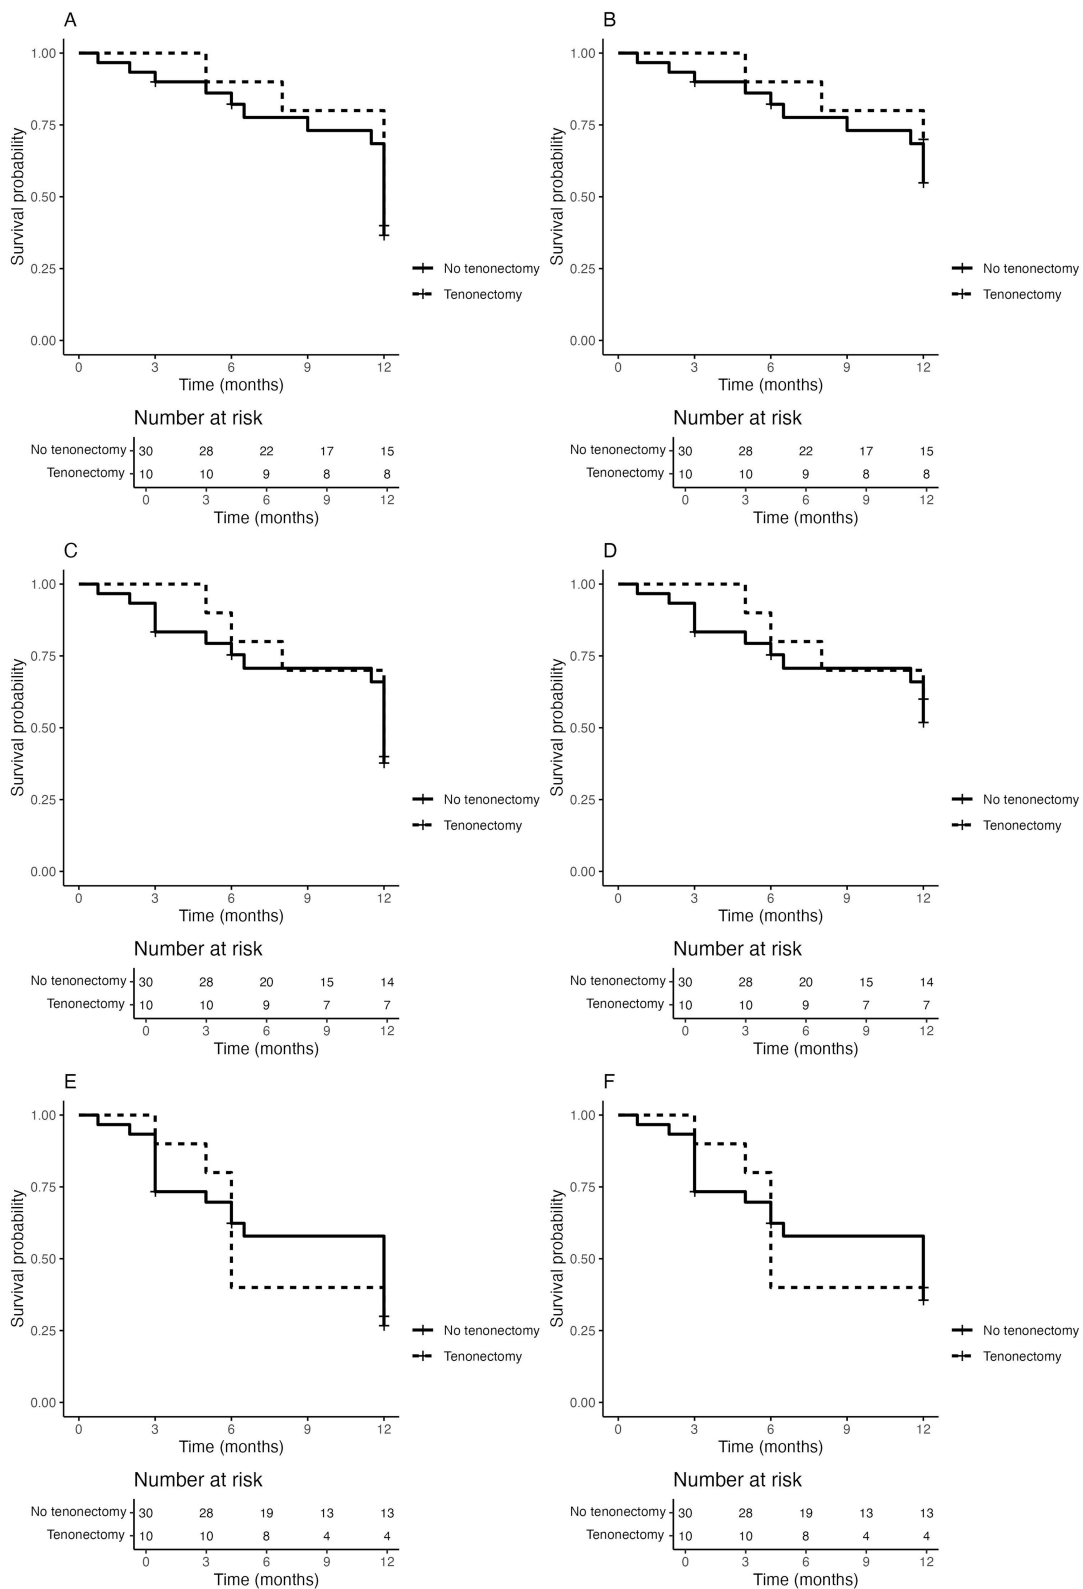 A
Survival probability
1.00
0.75
0.50
0.25
0.00
0 3 6 9 12
Time (months)
No tenonectomy
Tenonectomy
Number at risk
No tenonectomy 30 28 22 17 15
Tenonectomy 10 10 9 8 8
0 3 6 9 12
Time (months)
B
Survival probability
1.00
0.75
0.50
0.25
0.00
0 3 6 9 12
Time (months)
No tenonectomy
Tenonectomy
Number at risk
No tenonectomy 30 28 22 17 15
Tenonectomy 10 10 9 8 8
0 3 6 9 12
Time (months)
C
Survival probability
1.00
0.75
0.50
0.25
0.00
0 3 6 9 12
Time (months)
No tenonectomy
Tenonectomy
Number at risk
No tenonectomy 30 28 20 15 14
Tenonectomy 10 10 9 7 7
0 3 6 9 12
Time (months)
D
Survival probability
1.00
0.75
0.50
0.25
0.00
0 3 6 9 12
Time (months)
No tenonectomy
Tenonectomy
Number at risk
No tenonectomy 30 28 20 15 14
Tenonectomy 10 10 9 7 7
0 3 6 9 12
Time (months)
E
Survival probability
1.00
0.75
0.50
0.25
0.00
0 3 6 9 12
Time (months)
No tenonectomy
Tenonectomy
Number at risk
No tenonectomy 30 28 19 13 13
Tenonectomy 10 10 8 4 4
0 3 6 9 12
Time (months)
F
Survival probability
1.00
0.75
0.50
0.25
0.00
0 3 6 9 12
Time (months)
No tenonectomy
Tenonectomy
Number at risk
No tenonectomy 30 28 19 13 13
Tenonectomy 10 10 8 4 4
0 3 6 9 12
Time (months)